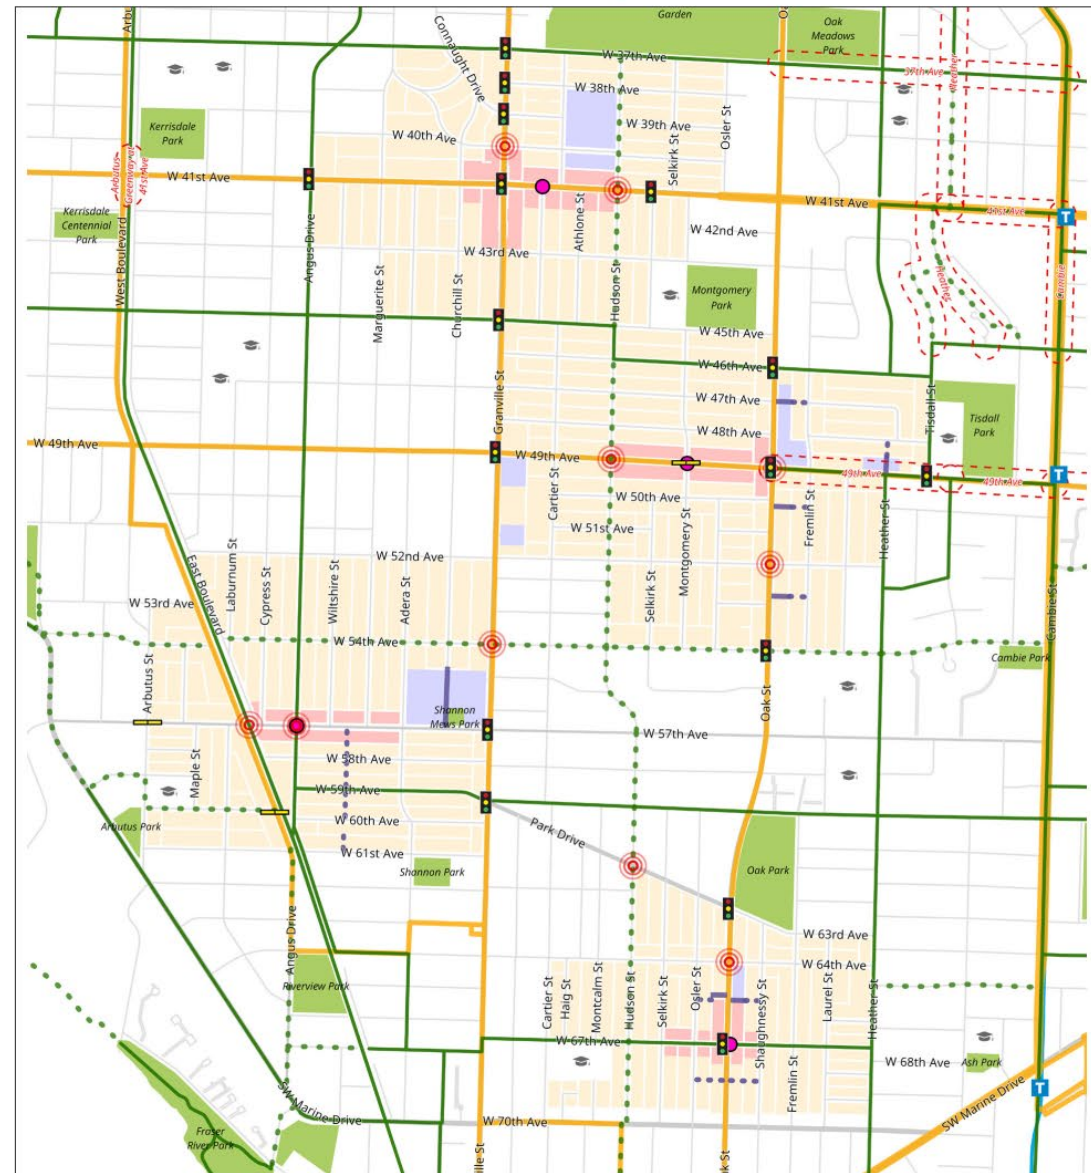 Garden
Oak
Meadows
Park
Arbu
O
Connaught Drive
W 37th Ave
37th Ave
Heather
W 38th Ave
W 39th Ave
W 40th Ave
Osler St
Selkirk St
Kerrisdale
Park
Arbutus
Greenway at
41st Ave
W 41st Ave
W 41st Ave
41st Ave
T
Kerrisdale
Centennial
Park
West Boulevard
Angus Drive
Athlone St
W 42nd Ave
W 43rd Ave
Marguerite St
Churchill St
Hudson St
Montgomery
Park
Heather
Cambie
W 45th Ave
W 46th Ave
Granville St
W 47th Ave
Tisdall St
Tisdall
Park
W 48th Ave
W 49th Ave
W 49th Ave
49th Ave
49th Ave
T
Cartier St
W 50th Ave
Montgomery St
Fremlin St
Heather St
W 51st Ave
W 52nd Ave
East Boulevard
Laburnum St
Cypress St
Wiltshire St
Adera St
Selkirk St
W 53rd Ave
W 54th Ave
Cambie St
Cambie Park
Arbutus St
Oak St
Shannon
Mews Park
W 57th Ave
Maple St
W 58th Ave
W 59th Ave
Arbutus Park
W 60th Ave
Park Drive
W 61st Ave
Shannon Park
Oak Park
Angus Drive
W 63rd Ave
W 64th Ave
Riverview Park
Cartier St
Haig St
Montcalm St
Hudson St
Selkirk St
Osler St
Shaughnessy St
Laurel St
Heather St
W 67th Ave
W 68th Ave
Ash Park
Fremlin St
SW Marine Drive
SW Marine Drive
T
W 70th Ave
Fraser
River Park
ille St
k St